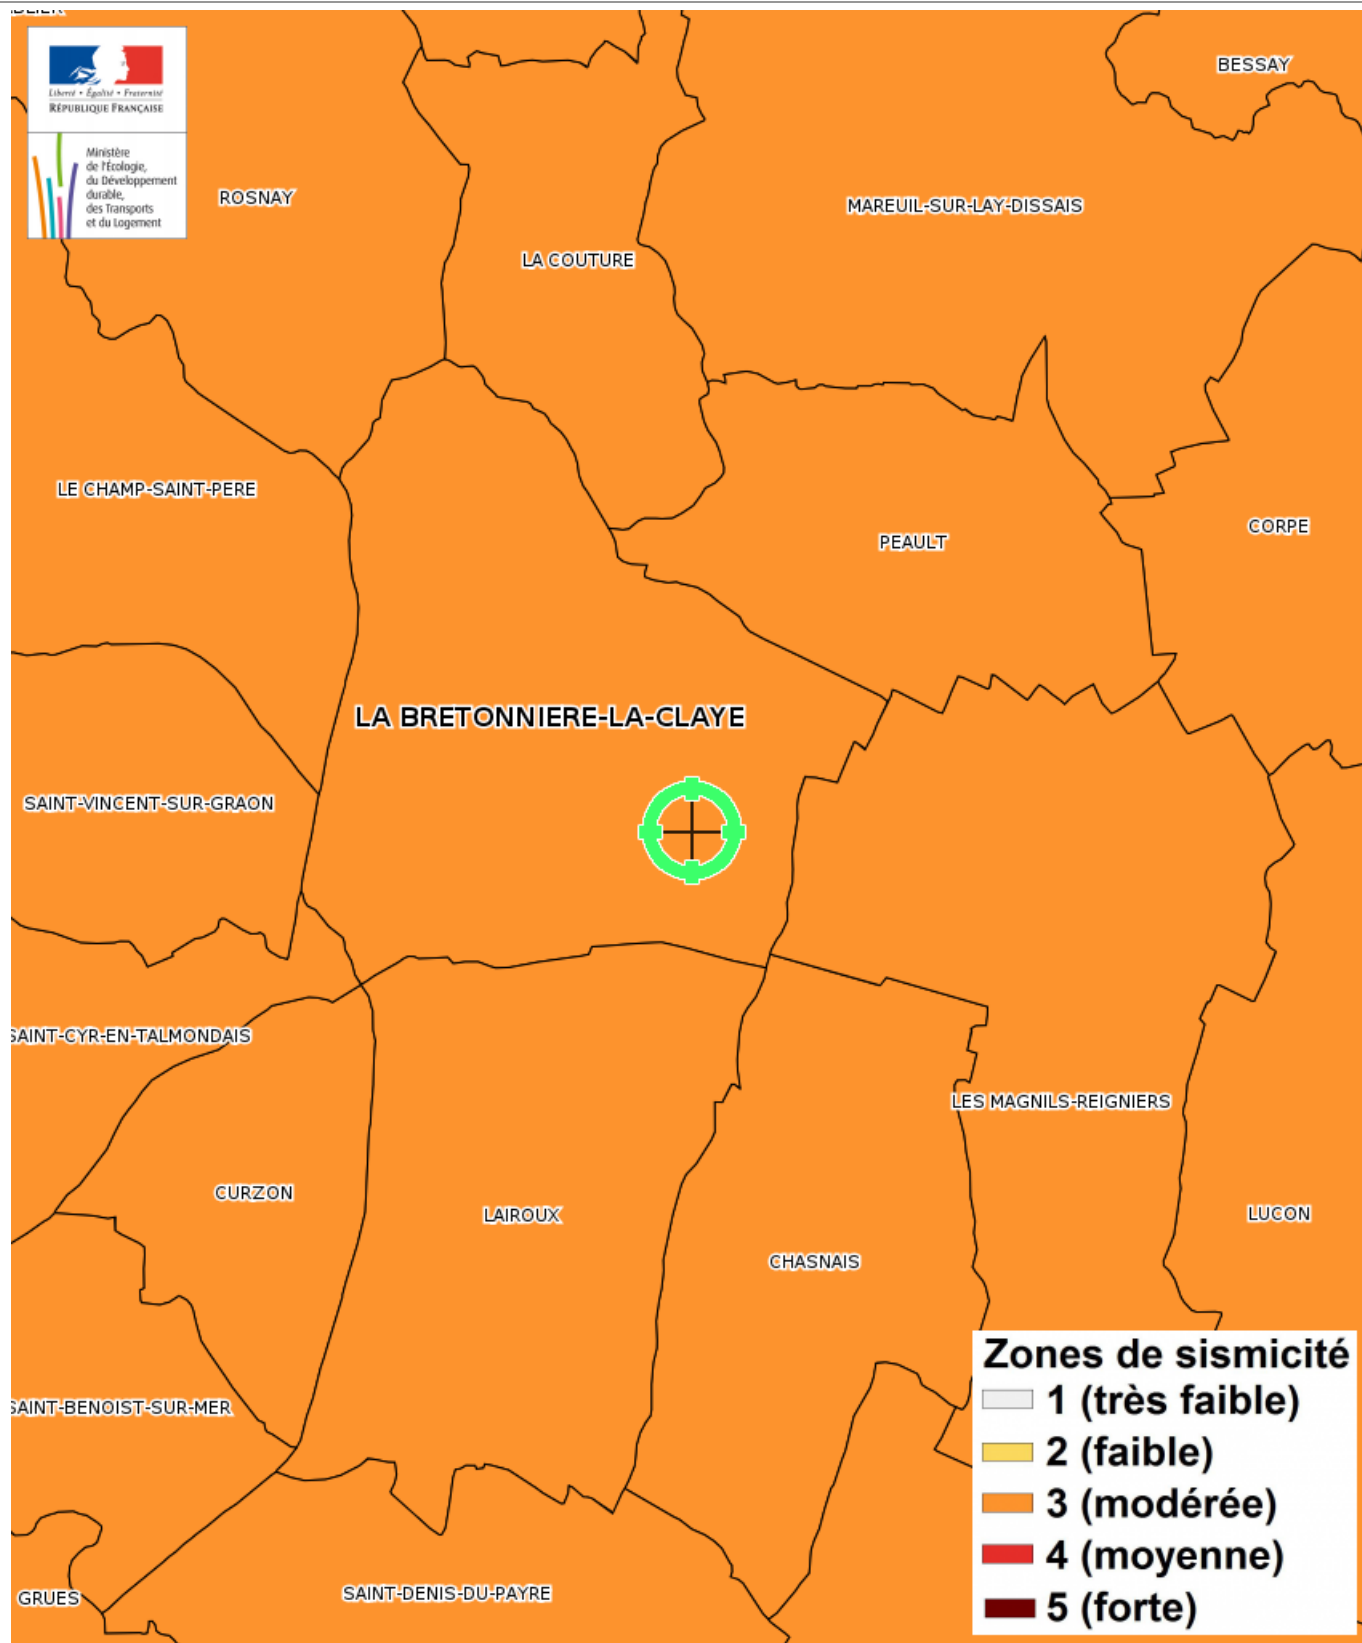 Liberté • Égalité • Fraternité
RÉPUBLIQUE FRANÇAISE
Ministère
de l'Écologie,
du Développement
durable,
des Transports
et du Logement
BESSAY
ROSNAY
MAREUIL-SUR-LAY-DISSAIS
LA COUTURE
LE CHAMP-SAINT-PERE
CORPE
PEAULT
LA BRETONNIERE-LA-CLAYE
SAINT-VINCENT-SUR-GRAON
SAINT-CYR-EN-TALMONDAIS
LES MAGNILS-REIGNIERS
CURZON
LAIROUX
LUCON
CHASNAIS
SAINT-BENOIST-SUR-MER
GRUES
SAINT-DENIS-DU-PAYRE
Zones de sismicité
1 (très faible)
2 (faible)
3 (modérée)
4 (moyenne)
5 (forte)